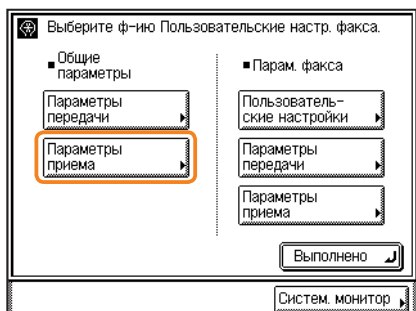 Выберите ф-ию Пользовательские настр. факса.
■ Общие
параметры
Параметры
передачи
Параметры
приема
■ Парам. факса
Пользователь-
ские настройки
Параметры
передачи
Параметры
приема
Выполнено
Систем. монитор